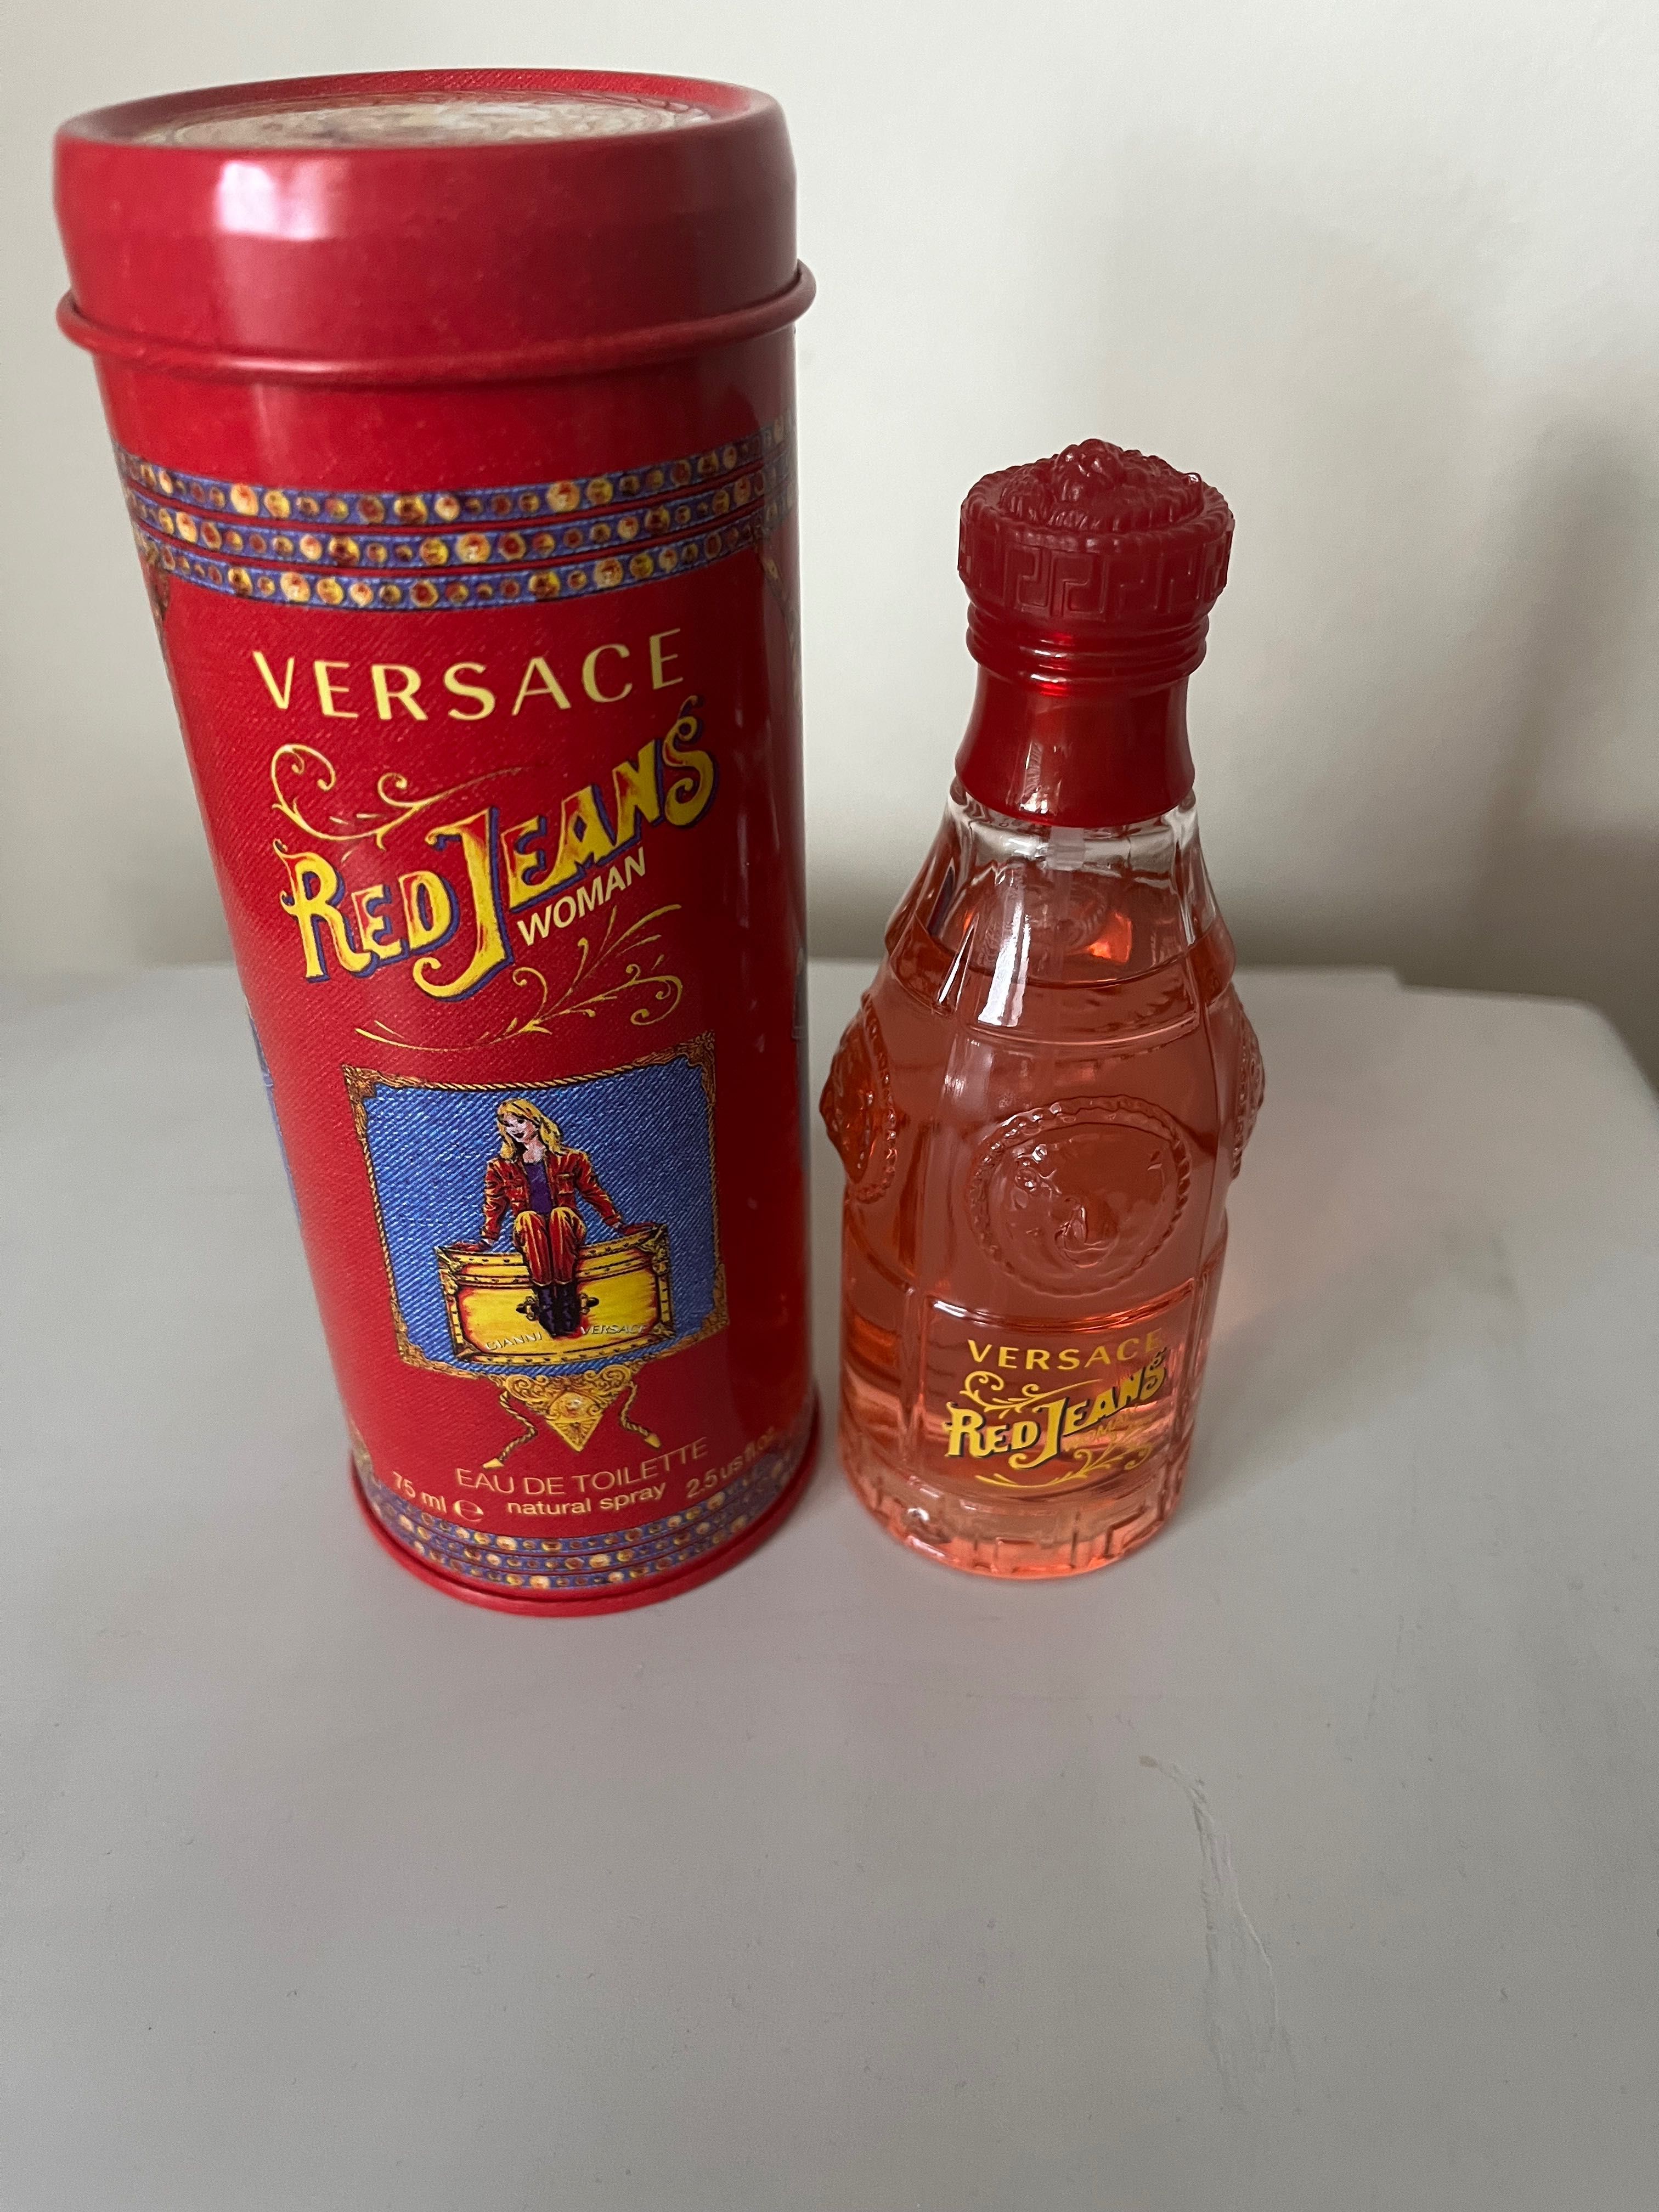 VERSACE
RED JEANS
WOMAN
GIANNI VERSACE
EAU DE TOILETTE
75 ml ℮ natural spray 2.5 us fl.oz.
VERSACE
RED JEANS
WOMAN